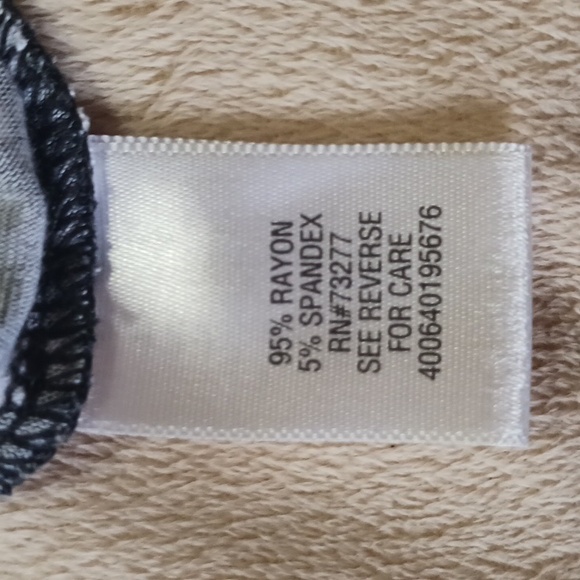 95% RAYON
5% SPANDEX
RN#73277
SEE REVERSE
FOR CARE
400640195676